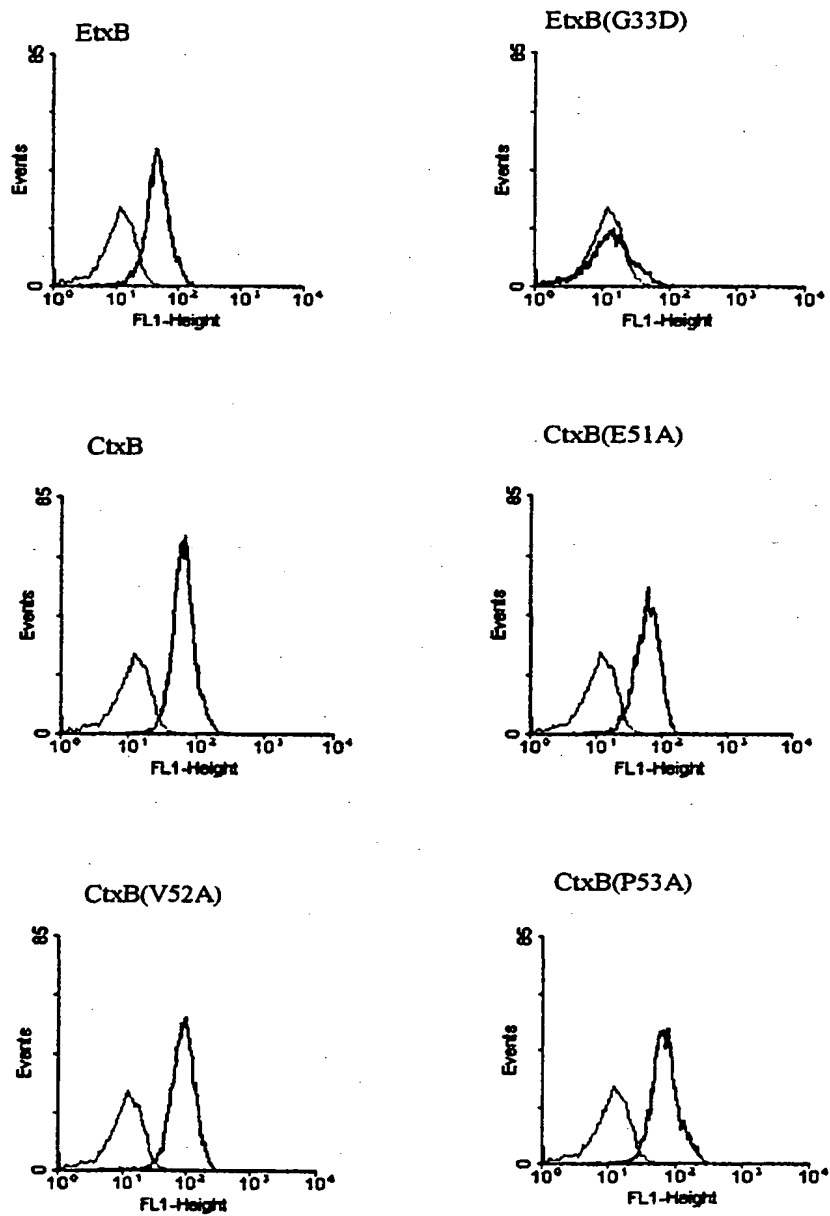 EtxB
EtxB(G33D)
85
Events
0
10⁰ 10¹ 10² 10³ 10⁴
FL1-Height
85
Events
0
10⁰ 10¹ 10² 10³ 10⁴
FL1-Height
CtxB
CtxB(E51A)
85
Events
0
10⁰ 10¹ 10² 10³ 10⁴
FL1-Height
85
Events
0
10⁰ 10¹ 10² 10³ 10⁴
FL1-Height
CtxB(V52A)
CtxB(P53A)
85
Events
0
10⁰ 10¹ 10² 10³ 10⁴
FL1-Height
85
Events
0
10⁰ 10¹ 10² 10³ 10⁴
FL1-Height